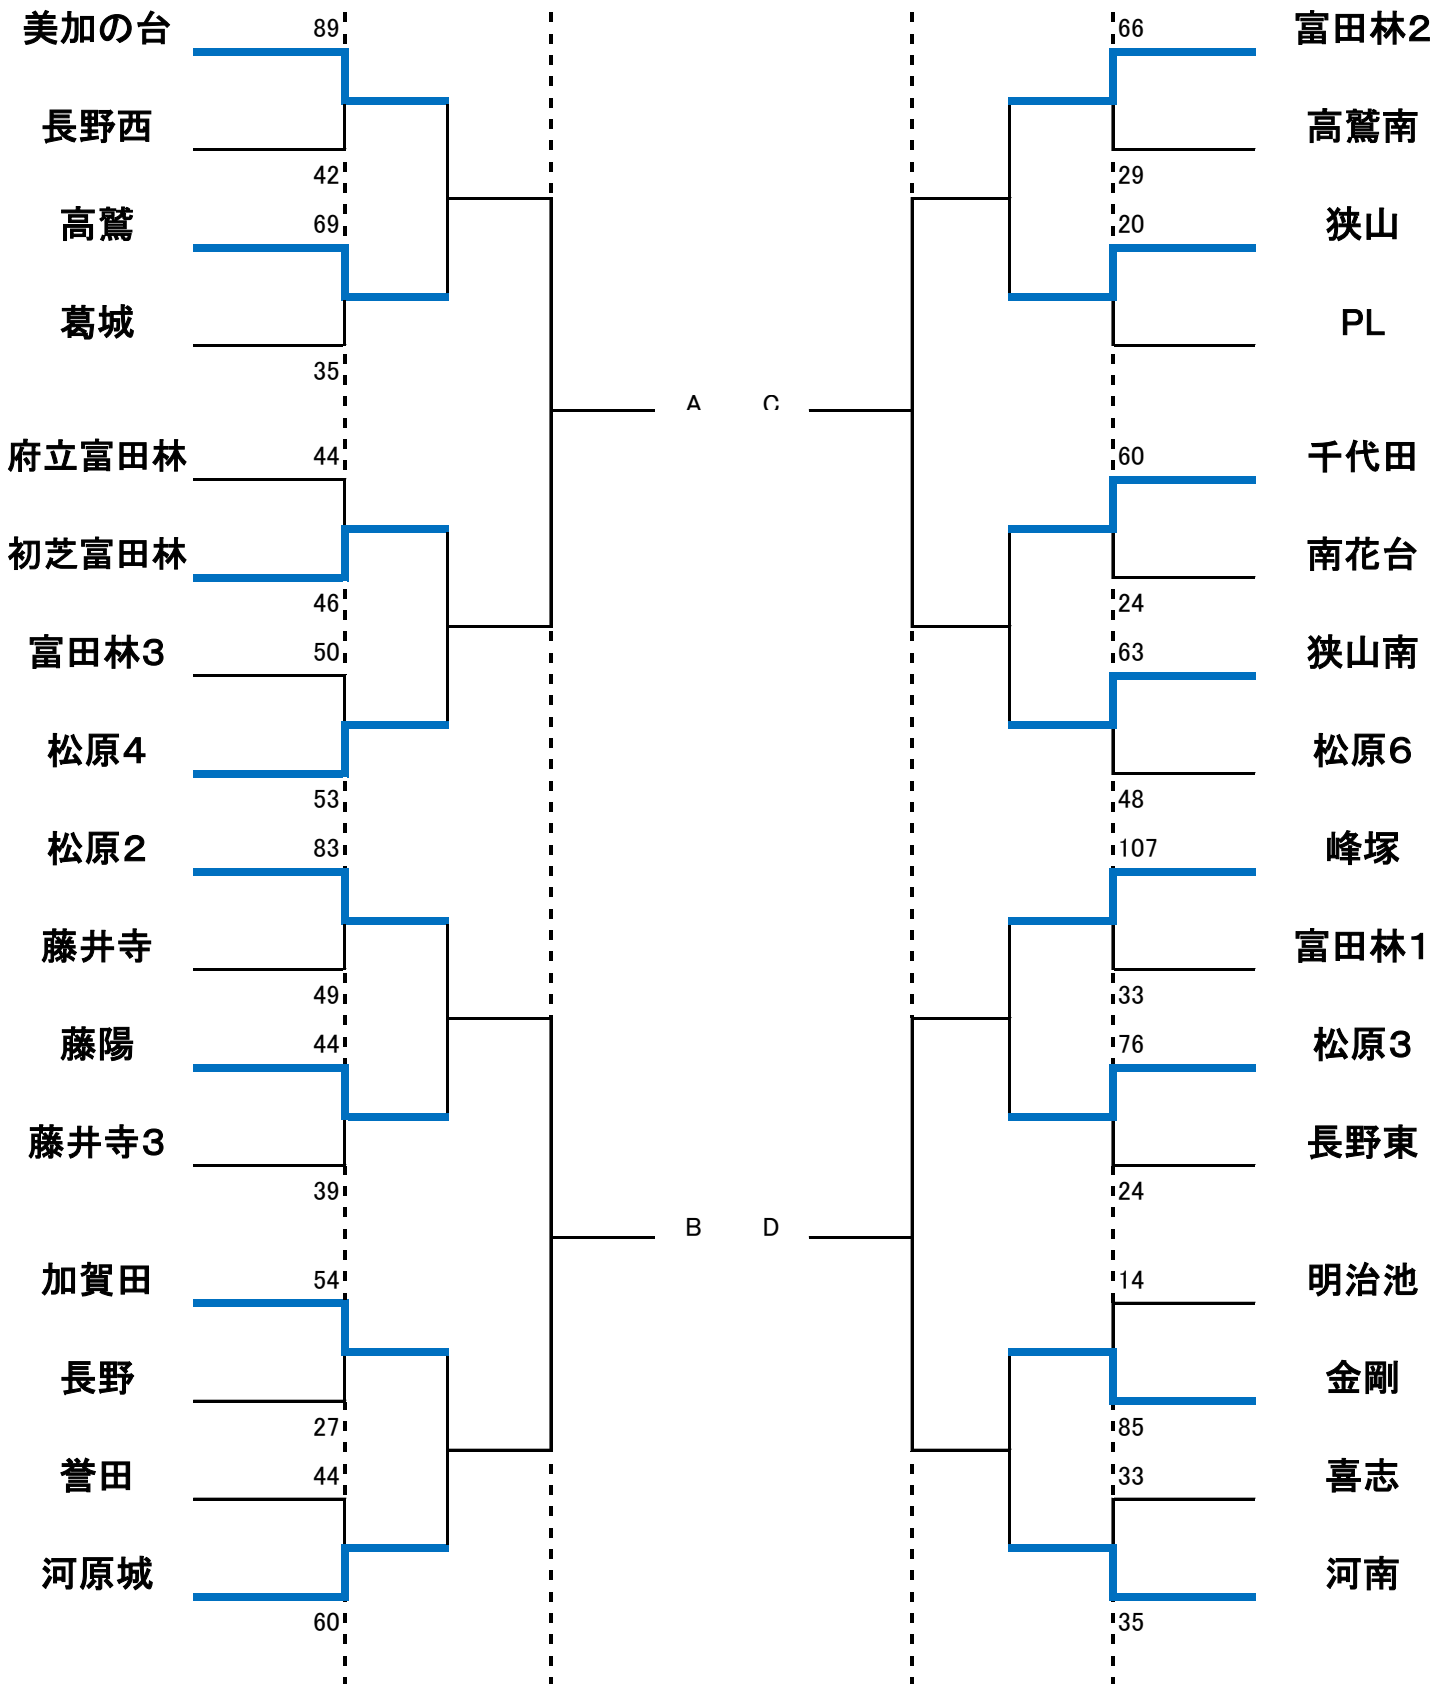 美加の台
89
長野西
42
高鷲
69
葛城
35
府立富田林
44
初芝富田林
46
富田林3
50
松原4
53
松原2
83
藤井寺
49
藤陽
44
藤井寺3
39
加賀田
54
長野
27
誉田
44
河原城
60
A
B
C
D
66
富田林2
高鷲南
29
20
狭山
PL
60
千代田
南花台
24
63
狭山南
松原6
48
107
峰塚
富田林1
33
76
松原3
長野東
24
14
明治池
金剛
85
33
喜志
河南
35